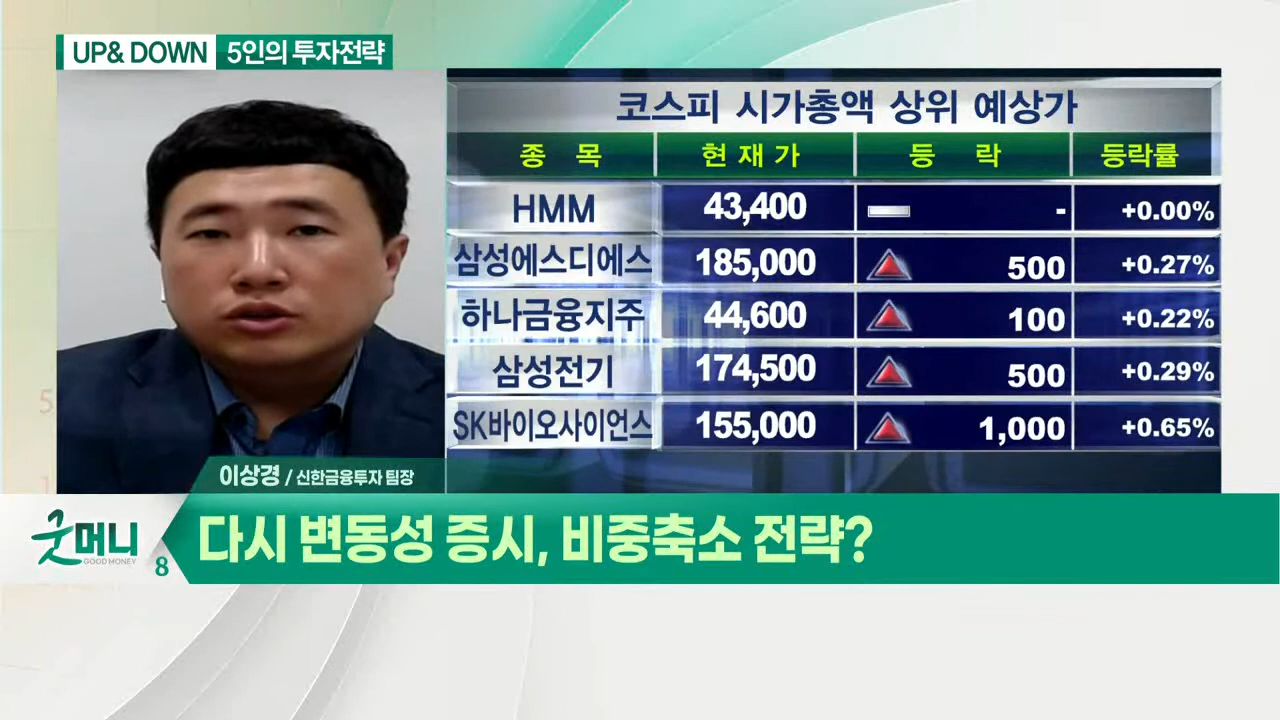 UP& DOWN 5인의 투자전략
코스피 시가총액 상위 예상가
종 목 현재가 등 락 등락률
HMM 43,400 - +0.00%
삼성에스디에스 185,000 500 +0.27%
하나금융지주 44,600 100 +0.22%
삼성전기 174,500 500 +0.29%
SK바이오사이언스 155,000 1,000 +0.65%
이상경 / 신한금융투자 팀장
굿머니
GOOD MONEY
8
다시 변동성 증시, 비중축소 전략?